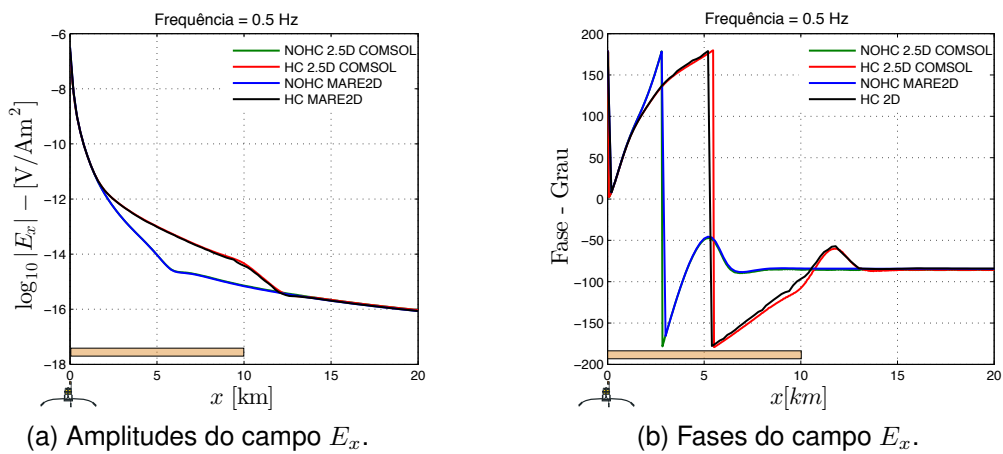 Frequência = 0.5 Hz
−6
−8
−10
−12
−14
−16
−18
log₁₀ |Eₓ| − [V/Am²]
NOHC 2.5D COMSOL
HC 2.5D COMSOL
NOHC MARE2D
HC MARE2D
0
5
10
15
20
x [km]
(a) Amplitudes do campo Eₓ.
Frequência = 0.5 Hz
200
150
100
50
0
−50
−100
−150
−200
Fase - Grau
NOHC 2.5D COMSOL
HC 2.5D COMSOL
NOHC MARE2D
HC 2D
0
5
10
15
20
x[km]
(b) Fases do campo Eₓ.